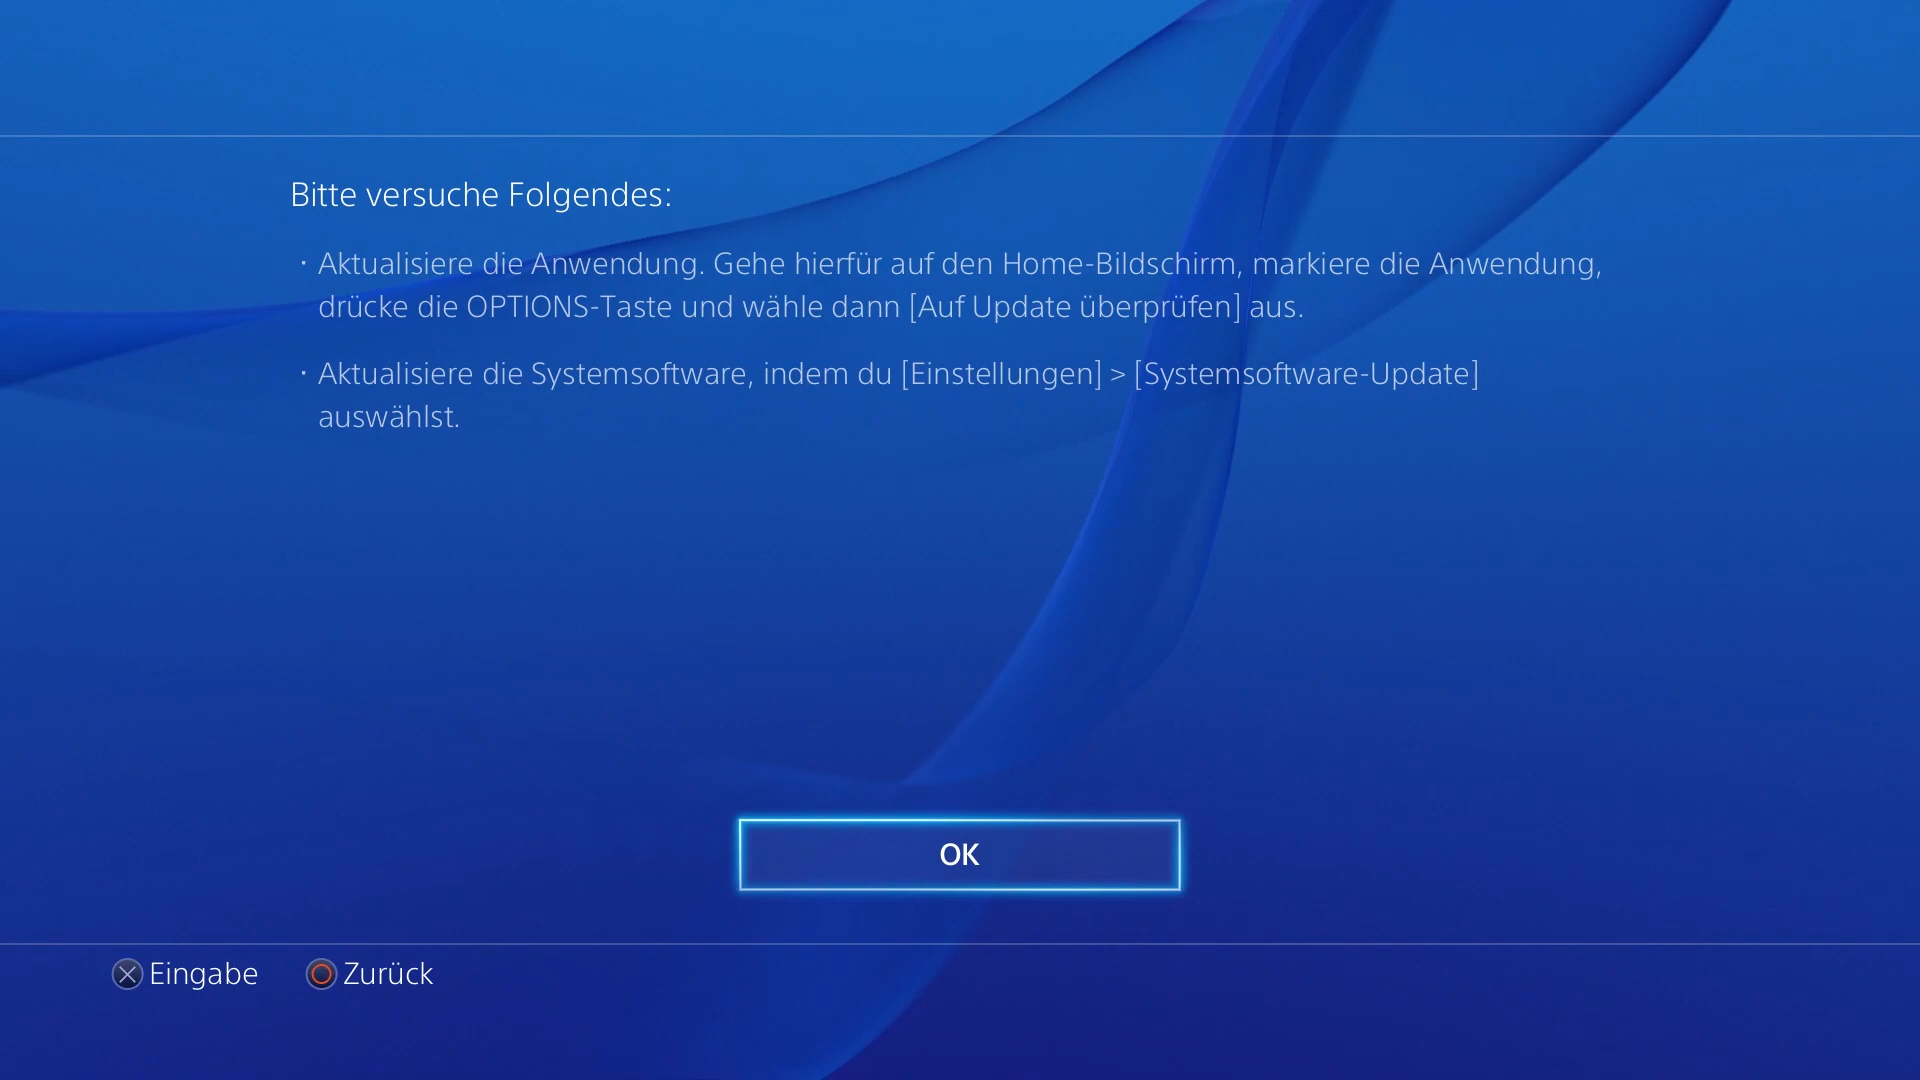 Bitte versuche Folgendes:
· Aktualisiere die Anwendung. Gehe hierfür auf den Home-Bildschirm, markiere die Anwendung,
drücke die OPTIONS-Taste und wähle dann [Auf Update überprüfen] aus.
· Aktualisiere die Systemsoftware, indem du [Einstellungen] > [Systemsoftware-Update]
auswählst.
OK
Eingabe Zurück